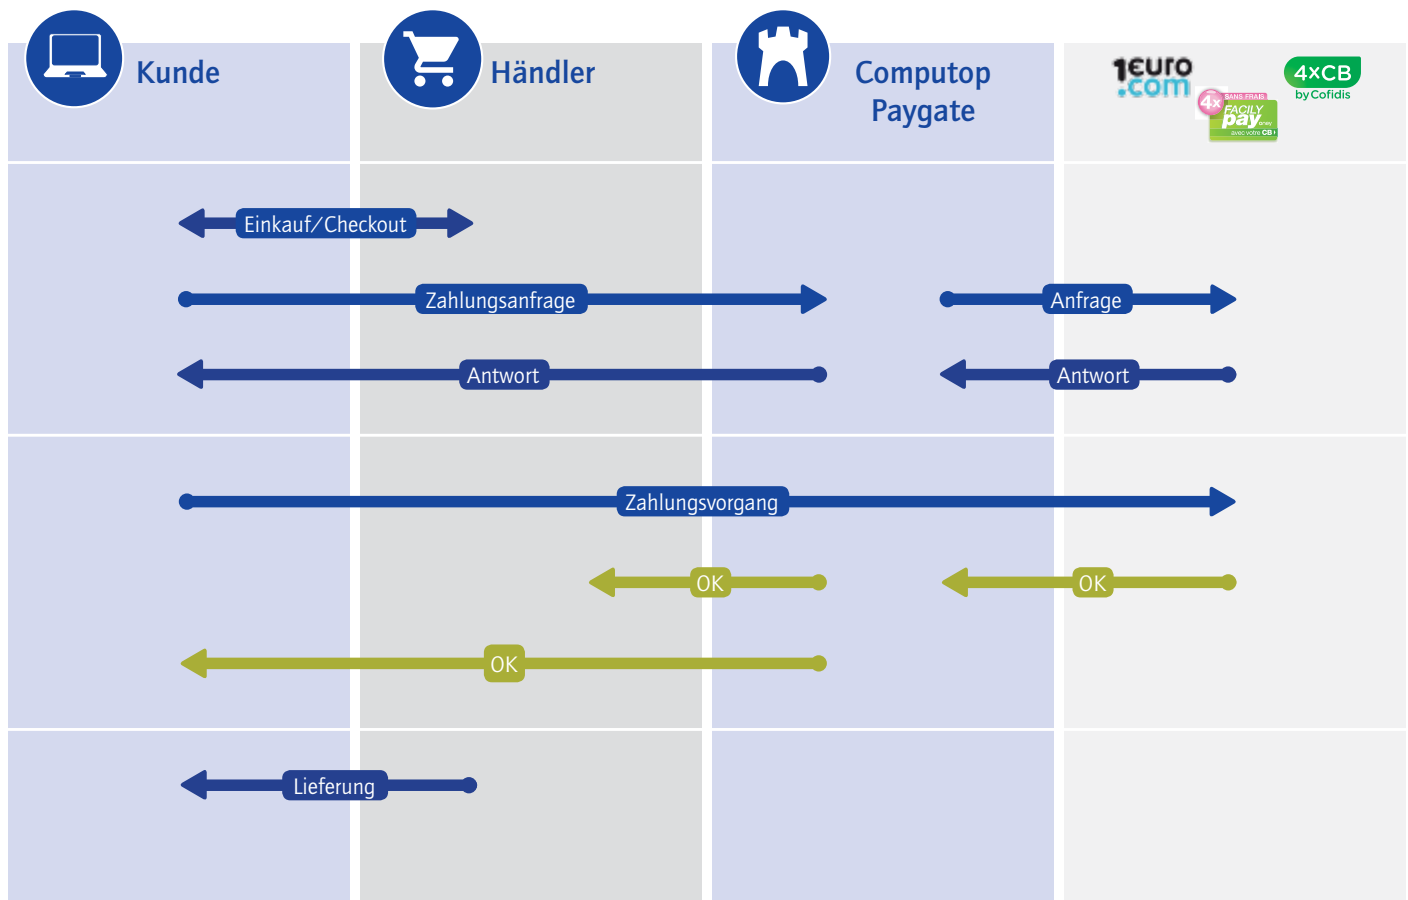 Kunde
Händler
Computop
Paygate
1euro
.com
4xCB
by Cofidis
4x
SANS FRAIS
FACILY
pay
avec votre CB
Einkauf/Checkout
Zahlungsanfrage
Anfrage
Antwort
Antwort
Zahlungsvorgang
OK
OK
OK
Lieferung